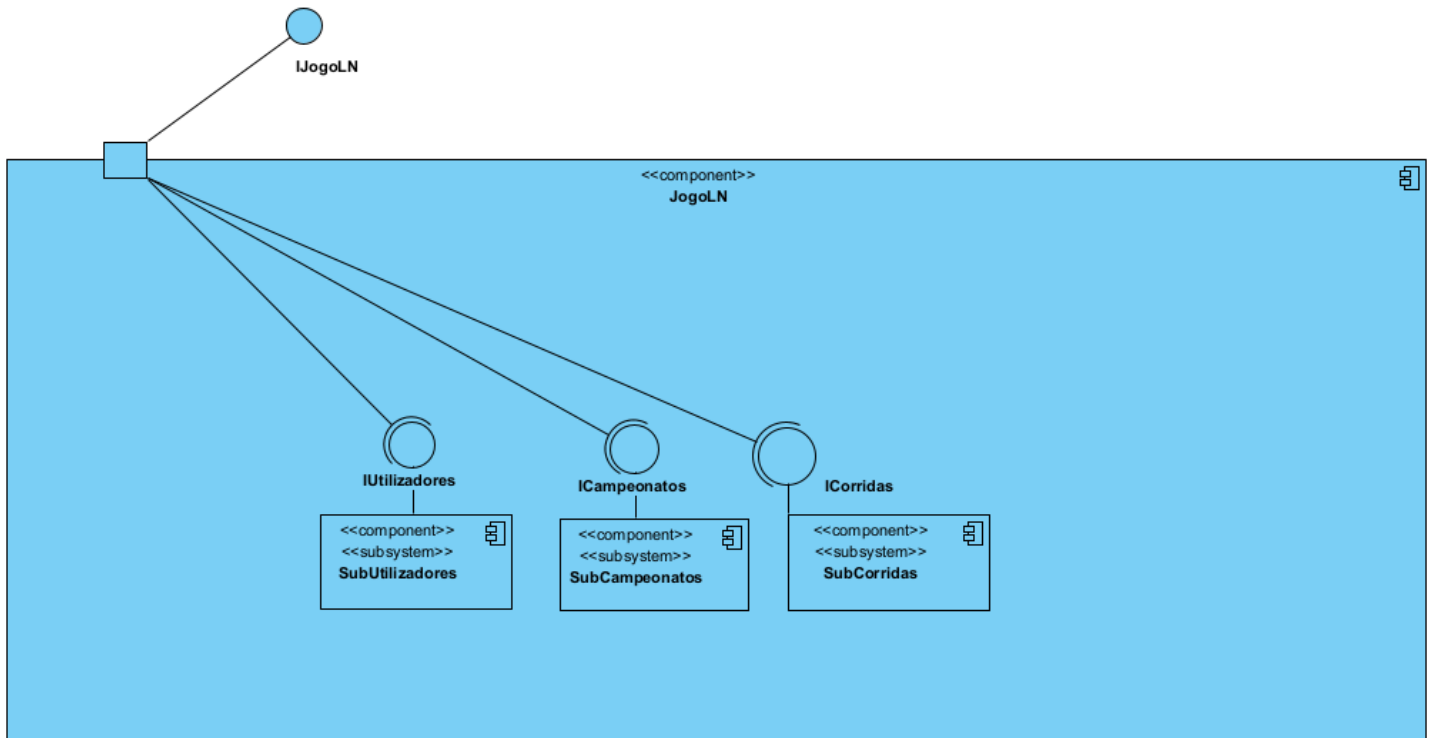 IJogoLN
<<component>>
JogoLN
IUtilizadores
ICampeonatos
ICorridas
<<component>>
<<subsystem>>
SubUtilizadores
<<component>>
<<subsystem>>
SubCampeonatos
<<component>>
<<subsystem>>
SubCorridas